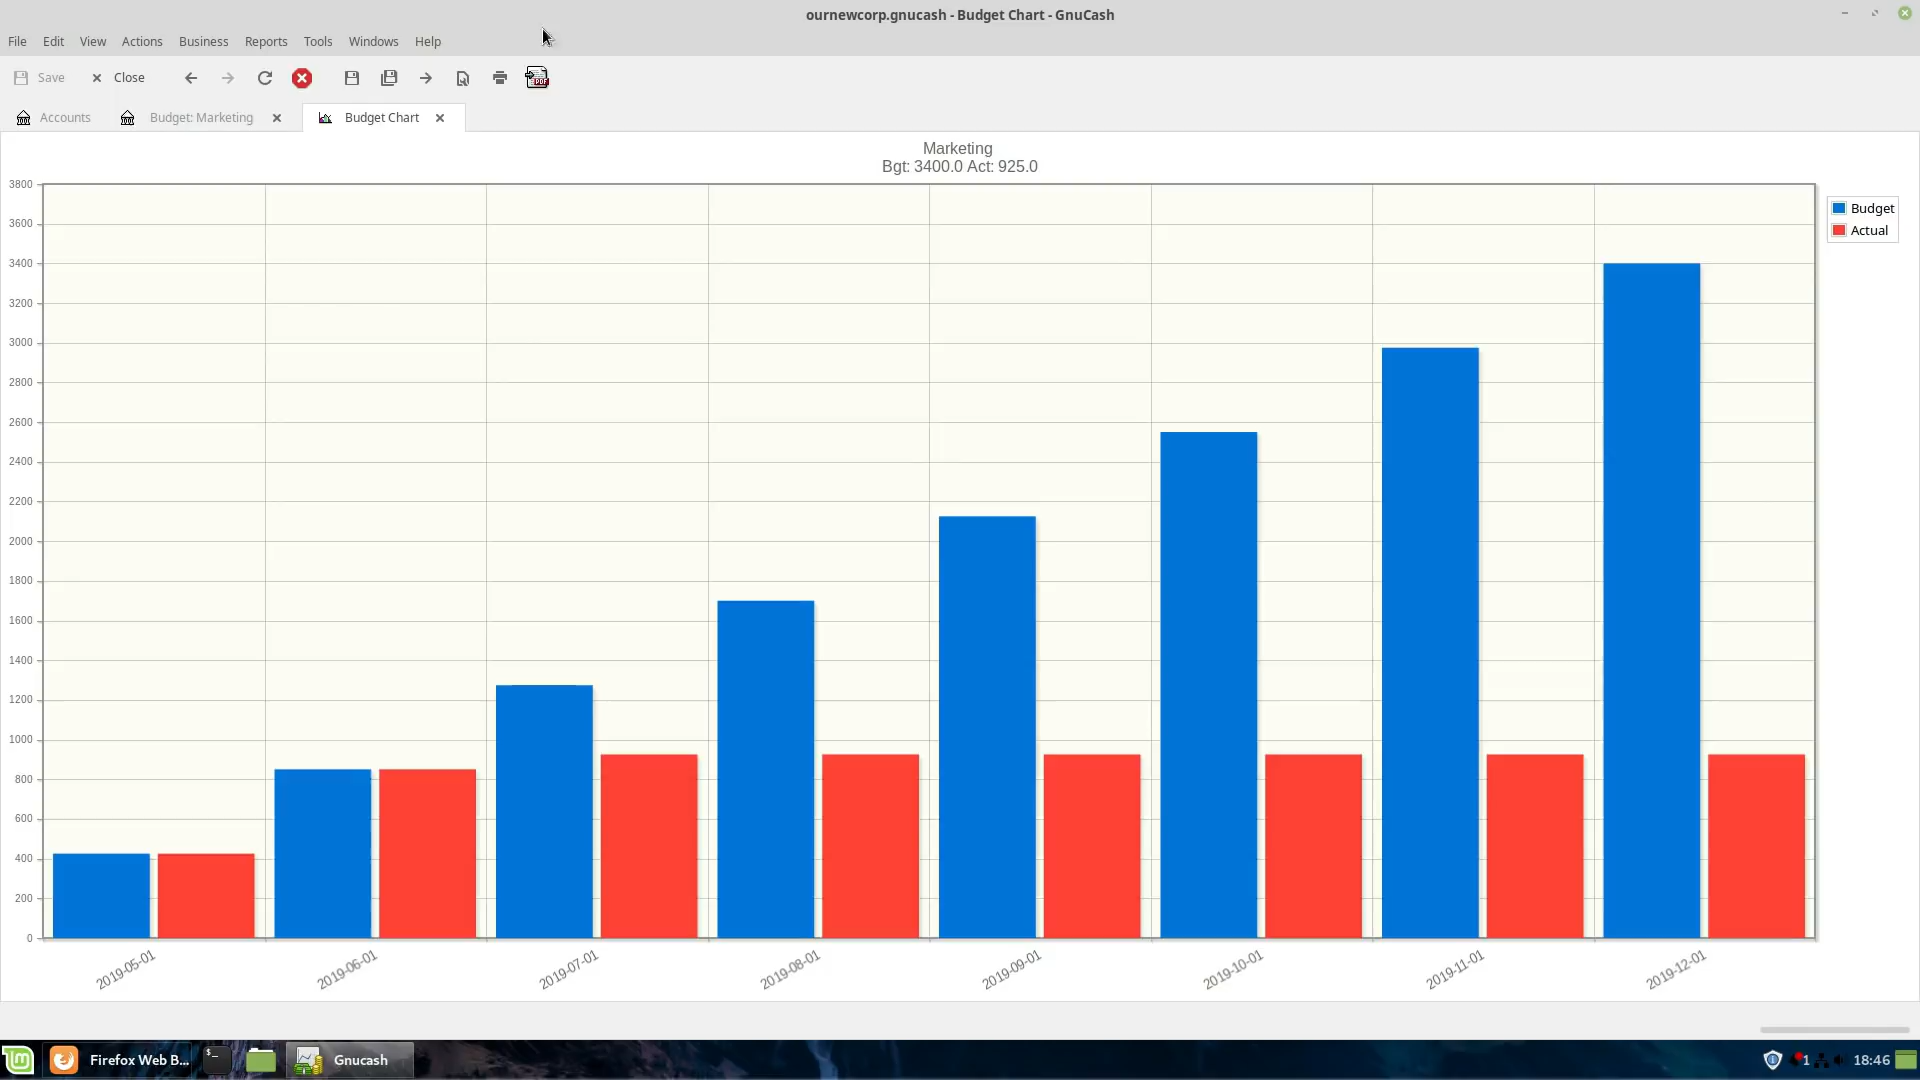 ournewcorp.gnucash - Budget Chart - GnuCash
File Edit View Actions Business Reports Tools Windows Help
Save Close
Accounts Budget: Marketing Budget Chart
Marketing
Bgt: 3400.0 Act: 925.0
3800
3600
3400
3200
3000
2800
2600
2400
2200
2000
1800
1600
1400
1200
1000
800
600
400
200
0
Budget
Actual
2019-05-01 2019-06-01 2019-07-01 2019-08-01 2019-09-01 2019-10-01 2019-11-01 2019-12-01
Firefox Web B... Gnucash 1 18:46